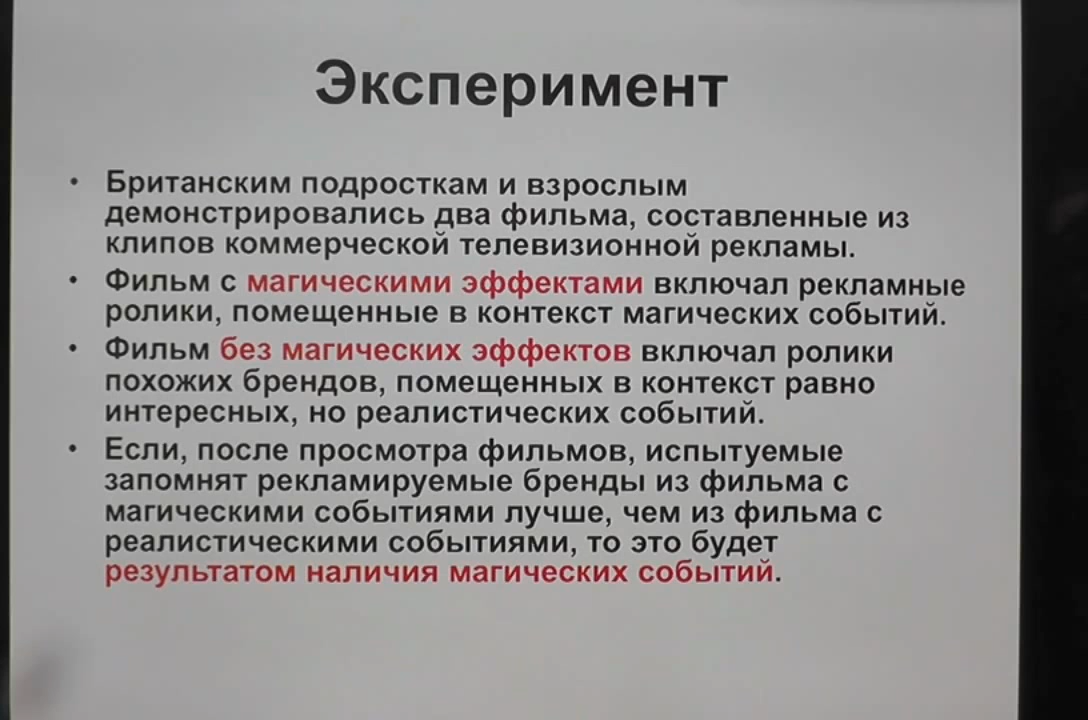 Эксперимент
• Британским подросткам и взрослым
демонстрировались два фильма, составленные из
клипов коммерческой телевизионной рекламы.
• Фильм с магическими эффектами включал рекламные
ролики, помещенные в контекст магических событий.
• Фильм без магических эффектов включал ролики
похожих брендов, помещенных в контекст равно
интересных, но реалистических событий.
• Если, после просмотра фильмов, испытуемые
запомнят рекламируемые бренды из фильма с
магическими событиями лучше, чем из фильма с
реалистическими событиями, то это будет
результатом наличия магических событий.